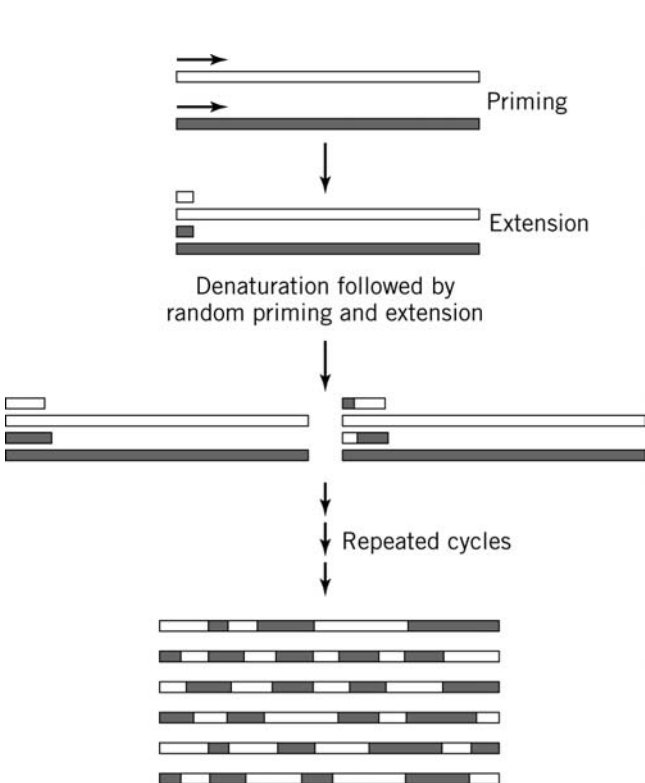 Priming
Extension
Denaturation followed by
random priming and extension
Repeated cycles